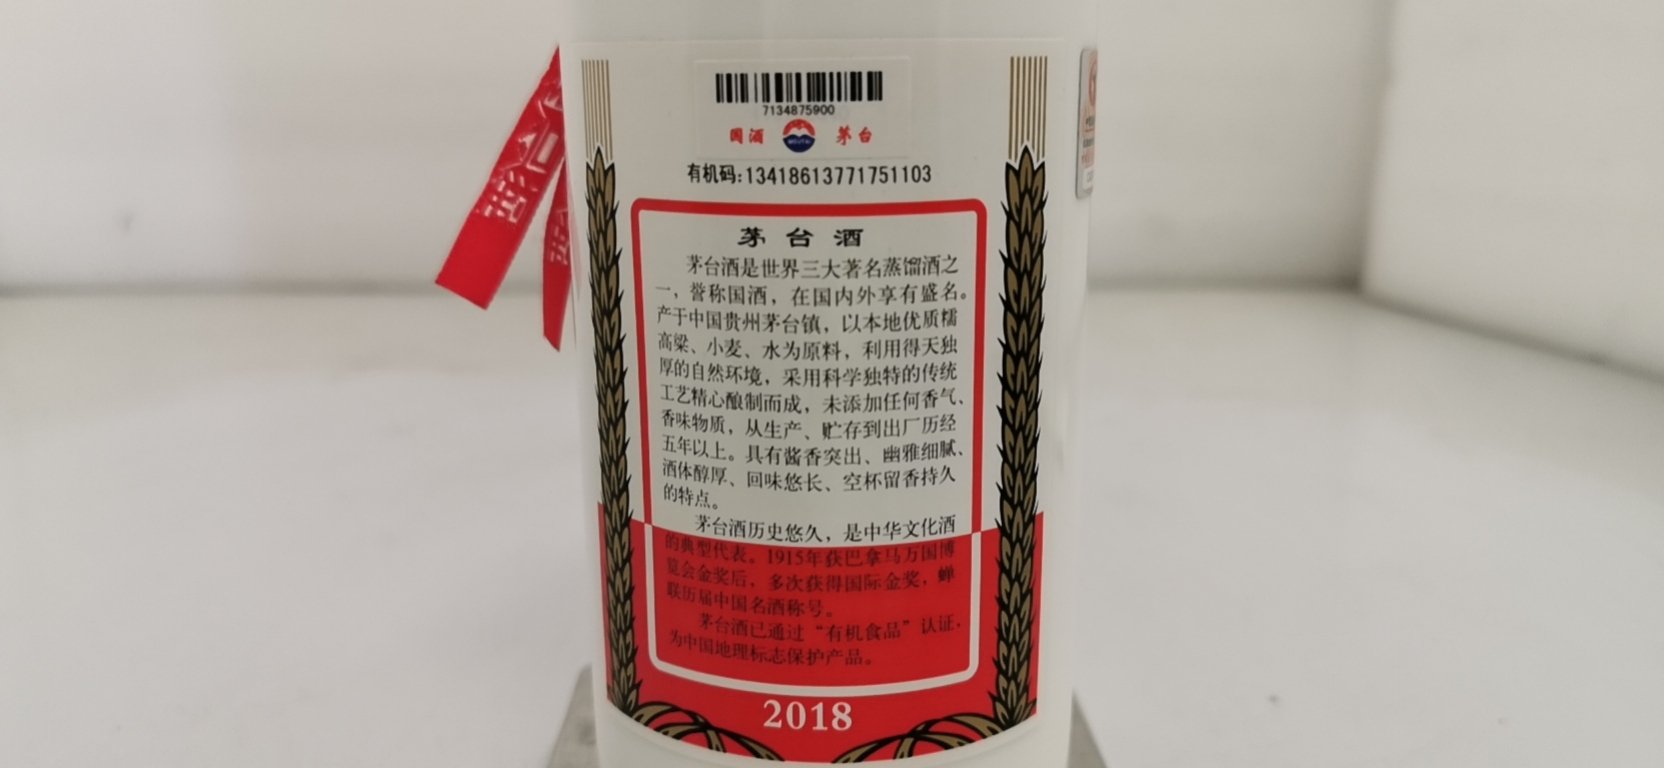 7134875900
国酒 茅台
有机码:13418613771751103
茅台酒
茅台酒是世界三大著名蒸馏酒之
一，誉称国酒，在国内外享有盛名。
产于中国贵州茅台镇，以本地优质糯
高粱、小麦、水为原料，利用得天独
厚的自然环境，采用科学独特的传统
工艺精心酿制而成，未添加任何香气、
香味物质，从生产、贮存到出厂历经
五年以上。具有酱香突出、幽雅细腻、
酒体醇厚、回味悠长、空杯留香持久
的特点。
茅台酒历史悠久，是中华文化酒
的典型代表。1915年获巴拿马万国博
览会金奖后，多次获得国际金奖，蝉
联历届中国名酒称号。
茅台酒已通过“有机食品”认证，
为中国地理标志保护产品。
2018